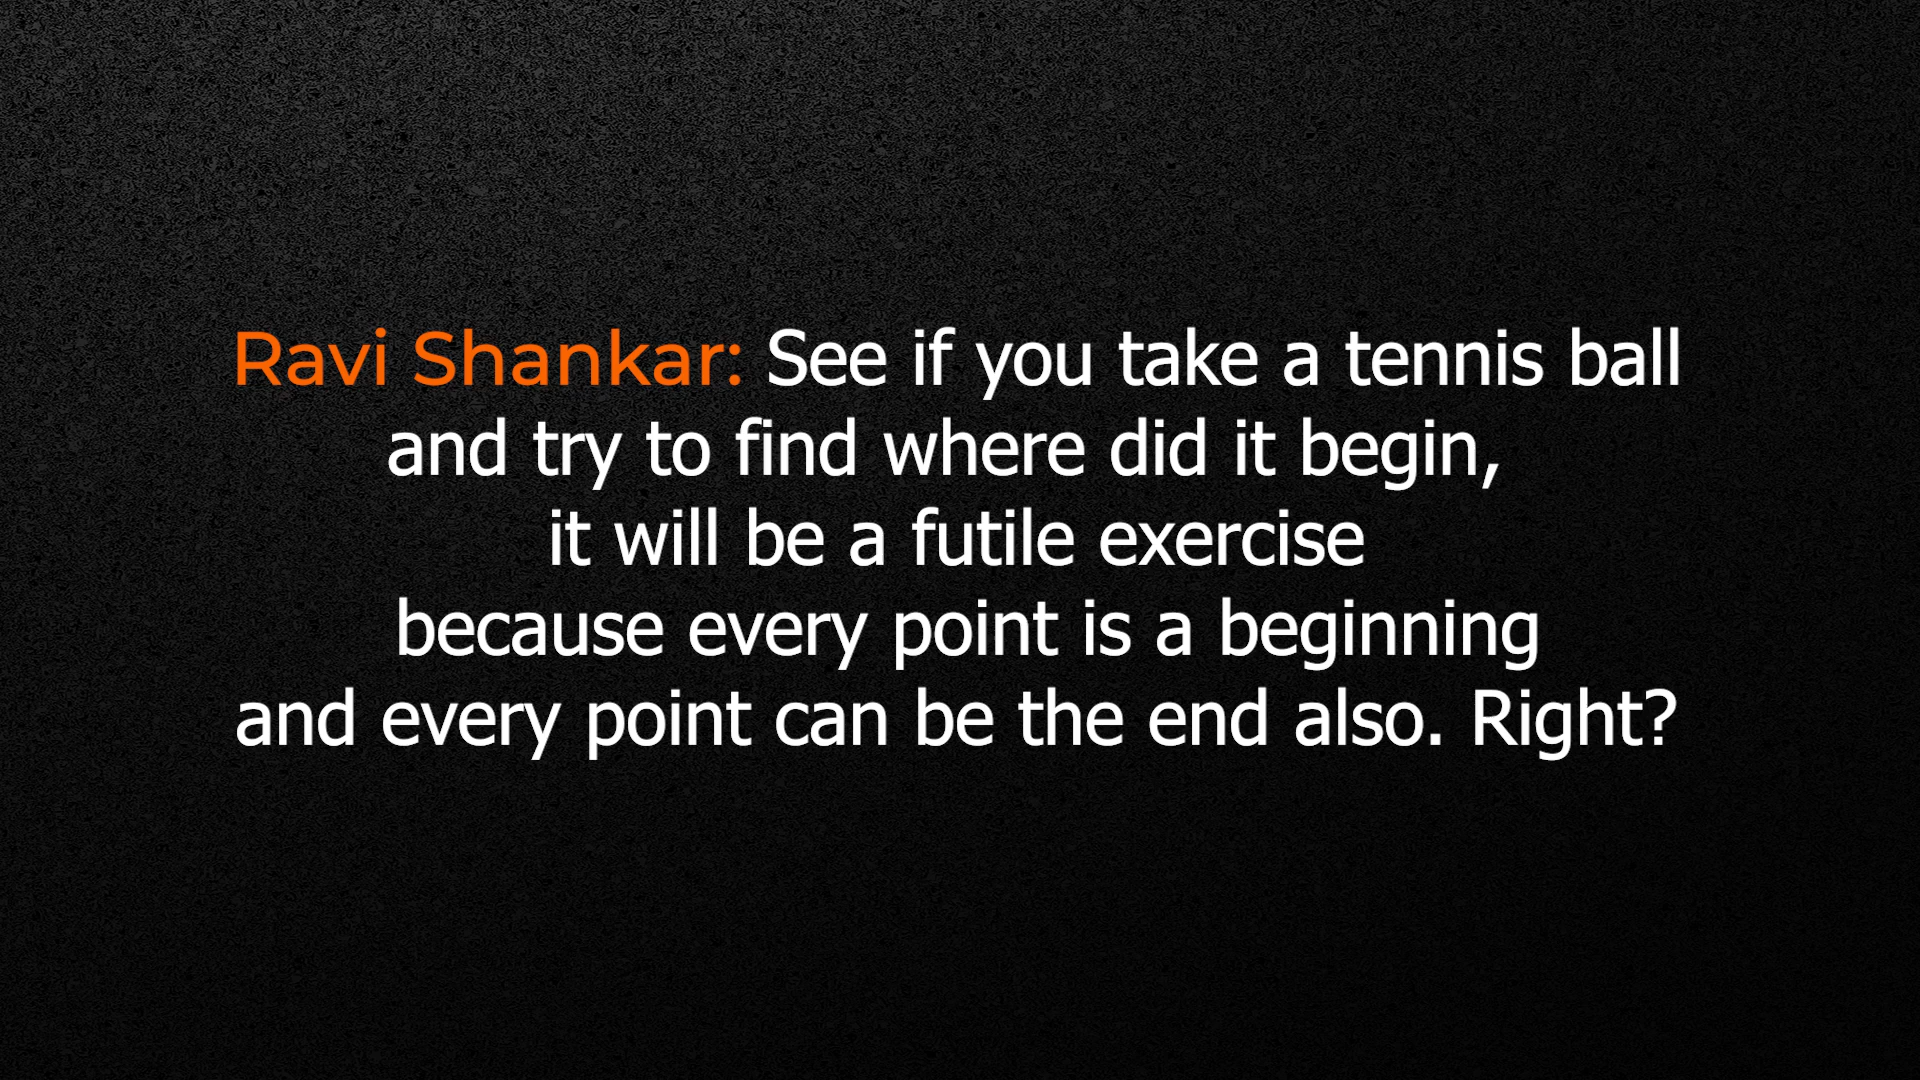 Ravi Shankar: See if you take a tennis ball
and try to find where did it begin,
it will be a futile exercise
because every point is a beginning
and every point can be the end also. Right?